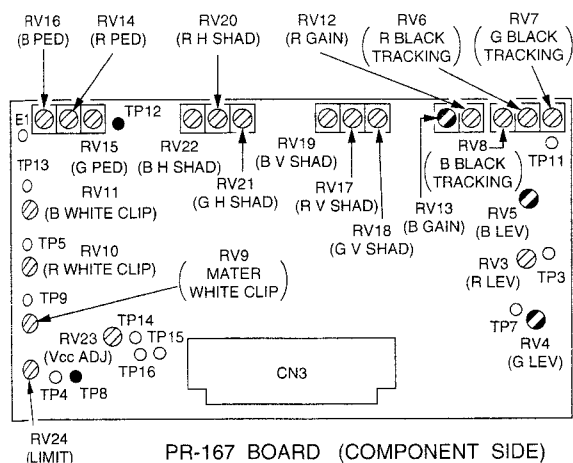 RV16
(B PED)
RV14
(R PED)
RV20
(R H SHAD)
RV12
(R GAIN)
RV6
(R BLACK
TRACKING)
RV7
(G BLACK
TRACKING)
E1
TP12
RV15
(G PED)
RV22
(B H SHAD)
RV21
(G H SHAD)
RV19
(B V SHAD)
RV17
(R V SHAD)
RV18
(G V SHAD)
RV8
(B BLACK
TRACKING)
RV13
(B GAIN)
TP11
TP13
RV11
(B WHITE CLIP)
RV5
(B LEV)
TP5
RV10
(R WHITE CLIP)
RV9
(MATER
WHITE CLIP)
RV3
(R LEV)
TP3
TP9
TP7
RV4
(G LEV)
RV23
(Vcc ADJ)
TP14
TP15
TP16
CN3
TP4
TP8
RV24
(LIMIT)
PR-167 BOARD (COMPONENT SIDE)